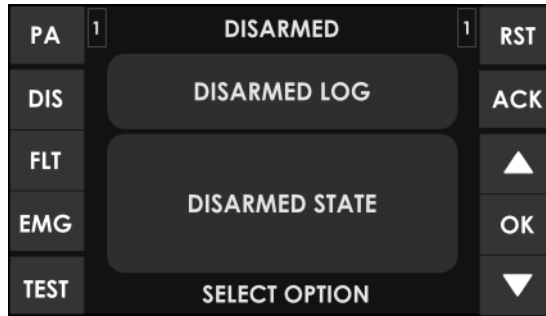 PA
1
DISARMED
1
RST
DIS
DISARMED LOG
ACK
FLT
EMG
DISARMED STATE
OK
TEST
SELECT OPTION